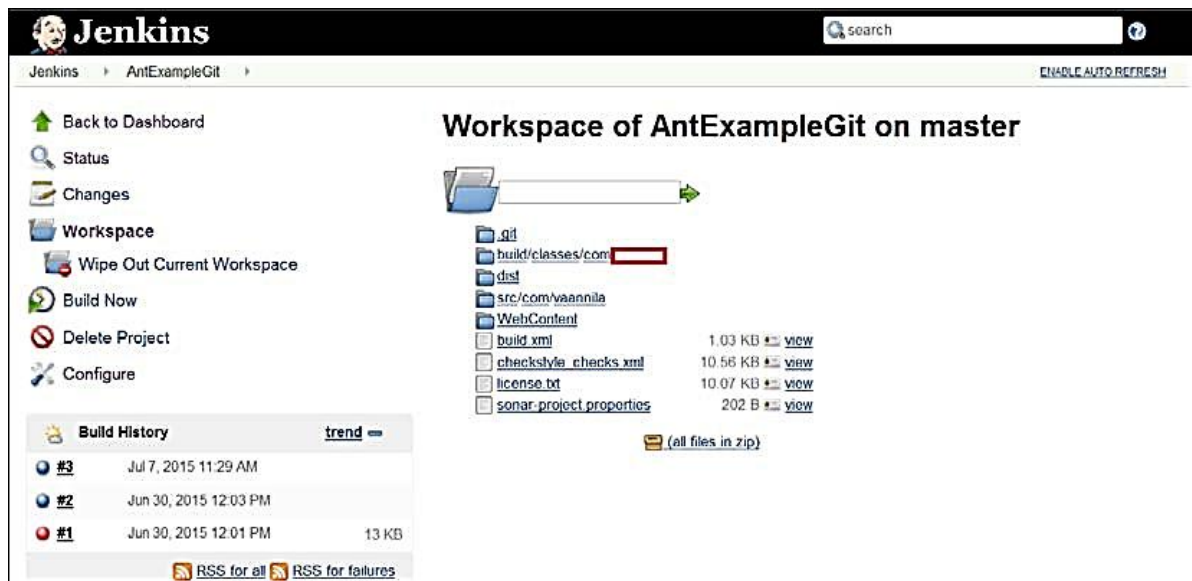 Jenkins
search
Jenkins AntExampleGit
ENABLE AUTO REFRESH
Back to Dashboard
Status
Changes
Workspace
Wipe Out Current Workspace
Build Now
Delete Project
Configure
Build History trend
#3 Jul 7, 2015 11:29 AM
#2 Jun 30, 2015 12:03 PM
#1 Jun 30, 2015 12:01 PM 13 KB
RSS for all RSS for failures
Workspace of AntExampleGit on master
.git
build/classes/com
dist
src/com/vaannila
WebContent
build.xml 1.03 KB view
checkstyle_checks.xml 10.56 KB view
license.txt 10.07 KB view
sonar-project.properties 202 B view
(all files in zip)